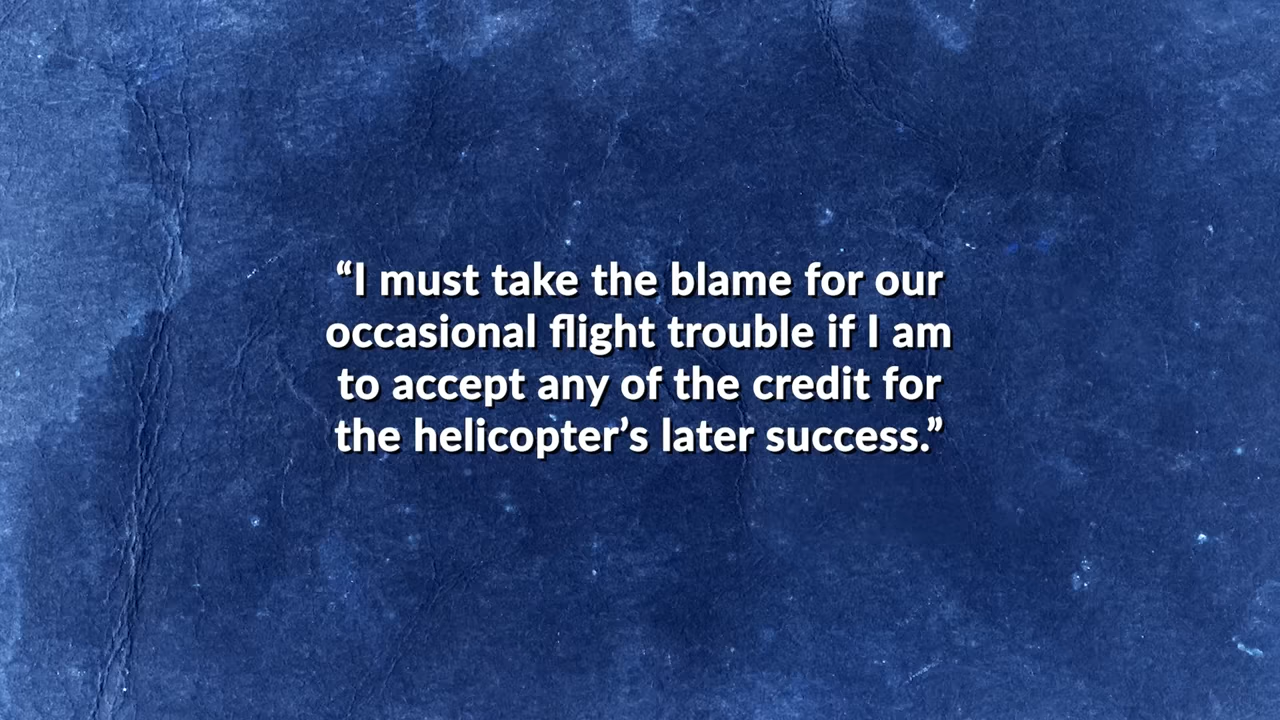 “I must take the blame for our
occasional flight trouble if I am
to accept any of the credit for
the helicopter’s later success.”